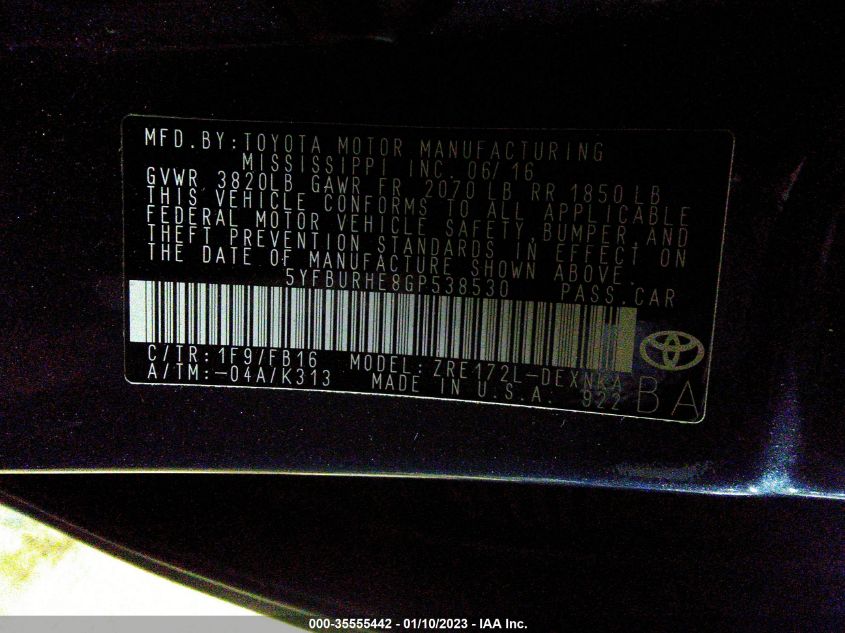 MFD.BY:TOYOTA MOTOR MANUFACTURING
MISSISSIPPI INC. 06/16
GVWR 3820LB GAWR FR 2070 LB RR 1850 LB
THIS VEHICLE CONFORMS TO ALL APPLICABLE
FEDERAL MOTOR VEHICLE SAFETY, BUMPER, AND
THEFT PREVENTION STANDARDS IN EFFECT ON
THE DATE OF MANUFACTURE SHOWN ABOVE.
5YFBURHE8GP538530 PASS.CAR
C/TR:1F9/FB16 MODEL:ZRE172L-DEXNKA
A/TM:-04A/K313 MADE IN U.S.A. 922 BA
000-35555442 - 01/10/2023 - IAA Inc.